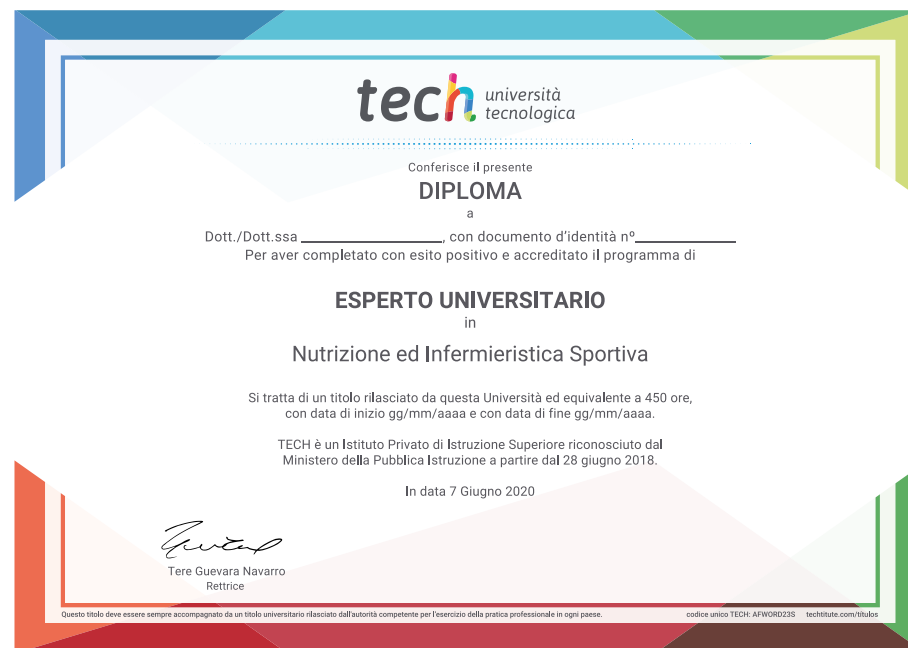 tech università
tecnologica
Conferisce il presente
DIPLOMA
a
Dott./Dott.ssa ____________________, con documento d'identità nº______________
Per aver completato con esito positivo e accreditato il programma di
ESPERTO UNIVERSITARIO
in
Nutrizione ed Infermieristica Sportiva
Si tratta di un titolo rilasciato da questa Università ed equivalente a 450 ore,
con data di inizio gg/mm/aaaa e con data di fine gg/mm/aaaa.
TECH è un Istituto Privato di Istruzione Superiore riconosciuto dal
Ministero della Pubblica Istruzione a partire dal 28 giugno 2018.
In data 7 Giugno 2020
Tere Guevara Navarro
Rettrice
Questo titolo deve essere sempre accompagnato da un titolo universitario rilasciato dall'autorità competente per l'esercizio della pratica professionale in ogni paese. codice unico TECH: AFWORD23S techtitute.com/titulos